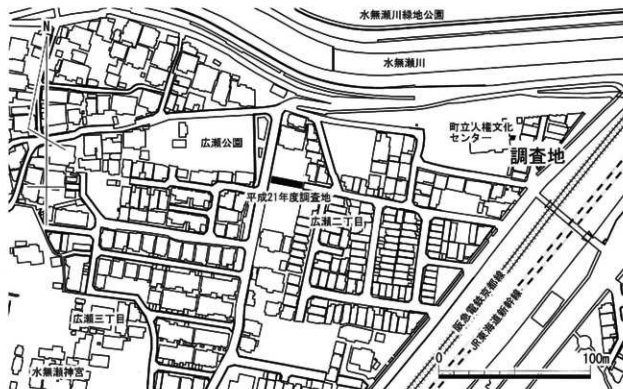 水無瀬川緑地公園
水無瀬川
N
広瀬公園
町立人権文化
センター
調査地
平成21年度調査地
広瀬二丁目
阪急電鉄京都線
JR東海道新幹線
広瀬三丁目
水無瀬神宮
0 100m